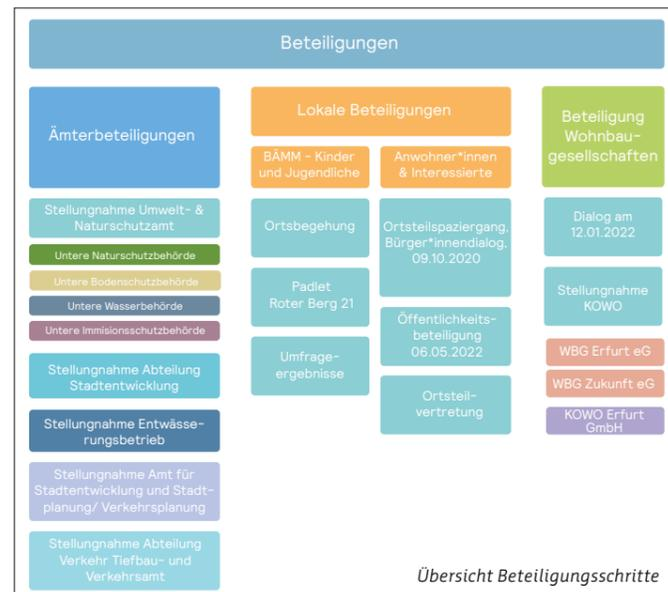 Beteiligungen
Ämterbeteiligungen
Stellungnahme Umwelt- &
Naturschutzamt
Untere Naturschutzbehörde
Untere Bodenschutzbehörde
Untere Wasserbehörde
Untere Immisionsschutzbehörde
Stellungnahme Abteilung
Stadtentwicklung
Stellungnahme Entwässe-
rungsbetrieb
Stellungnahme Amt für
Stadtentwicklung und Stadt-
planung/ Verkehrsplanung
Stellungnahme Abteilung
Verkehr Tiefbau- und
Verkehrsamt
Lokale Beteiligungen
BÄMM - Kinder
und Jugendliche
Ortsbegehung
Padlet
Roter Berg 21
Umfrage-
ergebnisse
Anwohner*innen
& Interessierte
Ortsteilspaziergang,
Bürger*innendialog,
09.10.2020
Öffentlichkeits-
beteiligung
06.05.2022
Ortsteil-
vertretung
Beteiligung
Wohnbau-
gesellschaften
Dialog am
12.01.2022
Stellungnahme
KOWO
WBG Erfurt eG
WBG Zukunft eG
KOWO Erfurt
GmbH
Übersicht Beteiligungsschritte